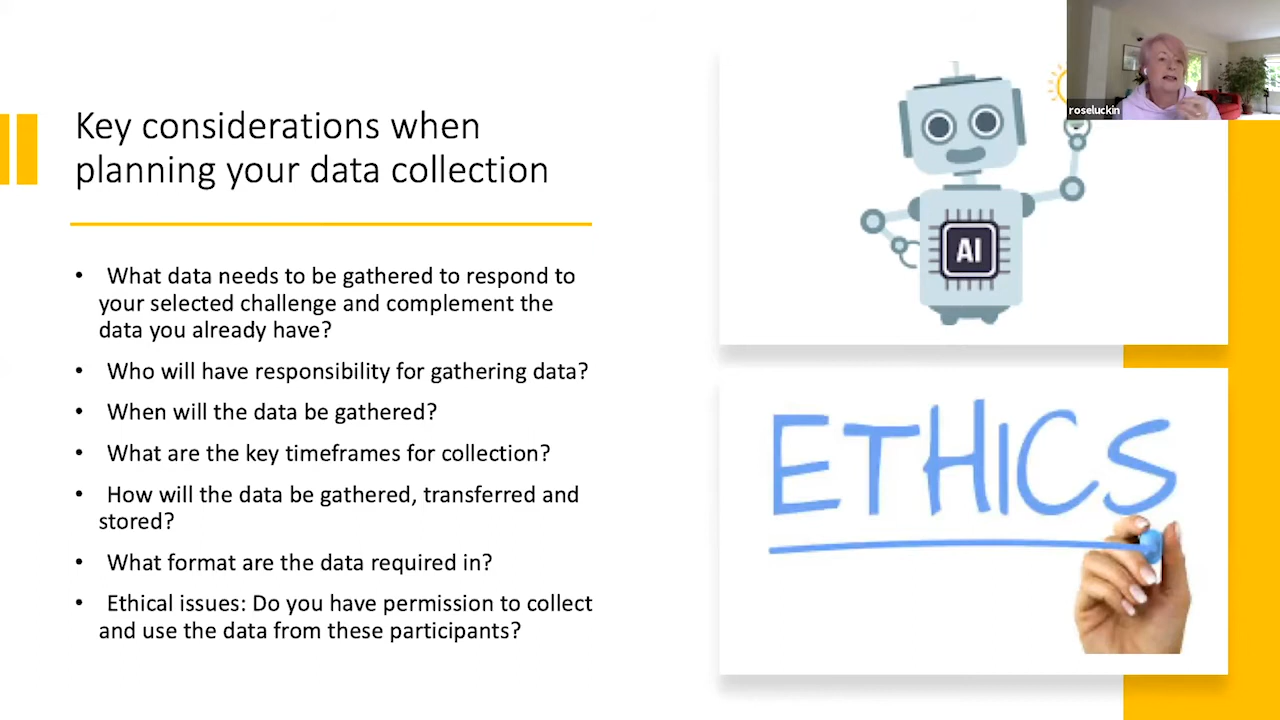 Key considerations when
planning your data collection
• What data needs to be gathered to respond to
your selected challenge and complement the
data you already have?
• Who will have responsibility for gathering data?
• When will the data be gathered?
• What are the key timeframes for collection?
• How will the data be gathered, transferred and
stored?
• What format are the data required in?
• Ethical issues: Do you have permission to collect
and use the data from these participants?
AI
roseluckin
ETHICS